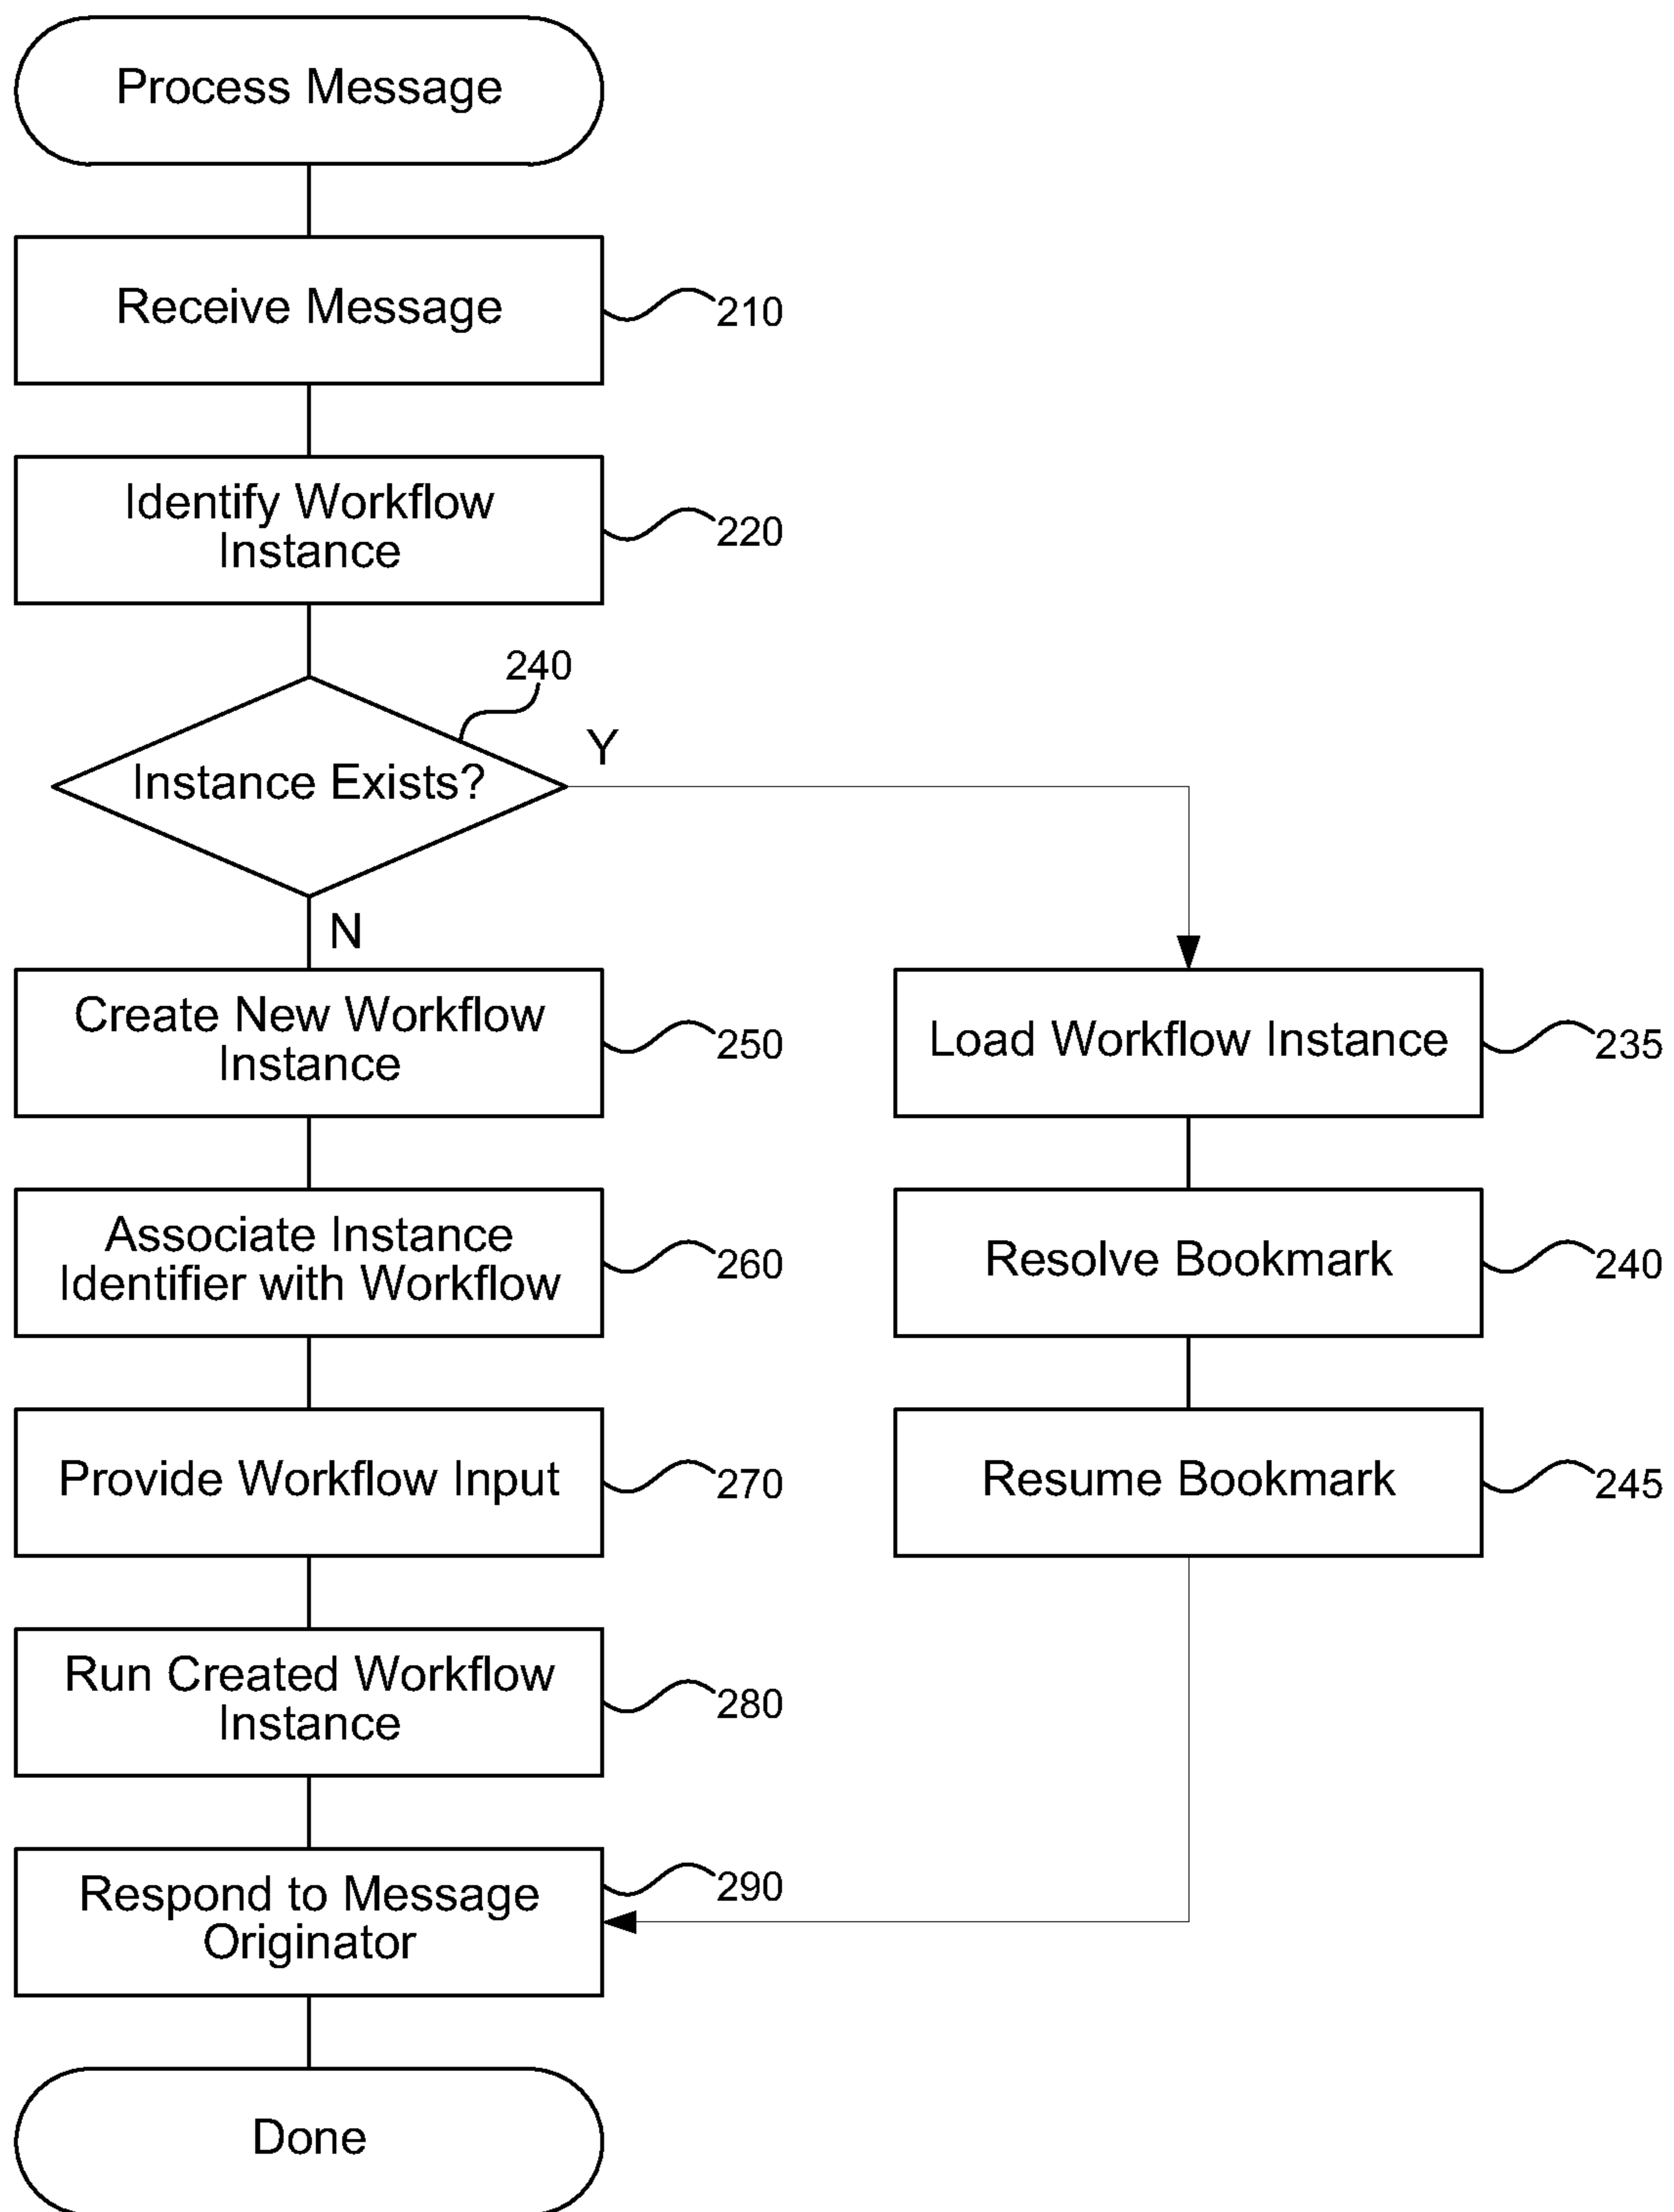 Process Message
Receive Message
210
Identify Workflow
Instance
220
240
Instance Exists?
Y
N
Create New Workflow
Instance
250
Load Workflow Instance
235
Associate Instance
Identifier with Workflow
260
Resolve Bookmark
240
Provide Workflow Input
270
Resume Bookmark
245
Run Created Workflow
Instance
280
Respond to Message
Originator
290
Done